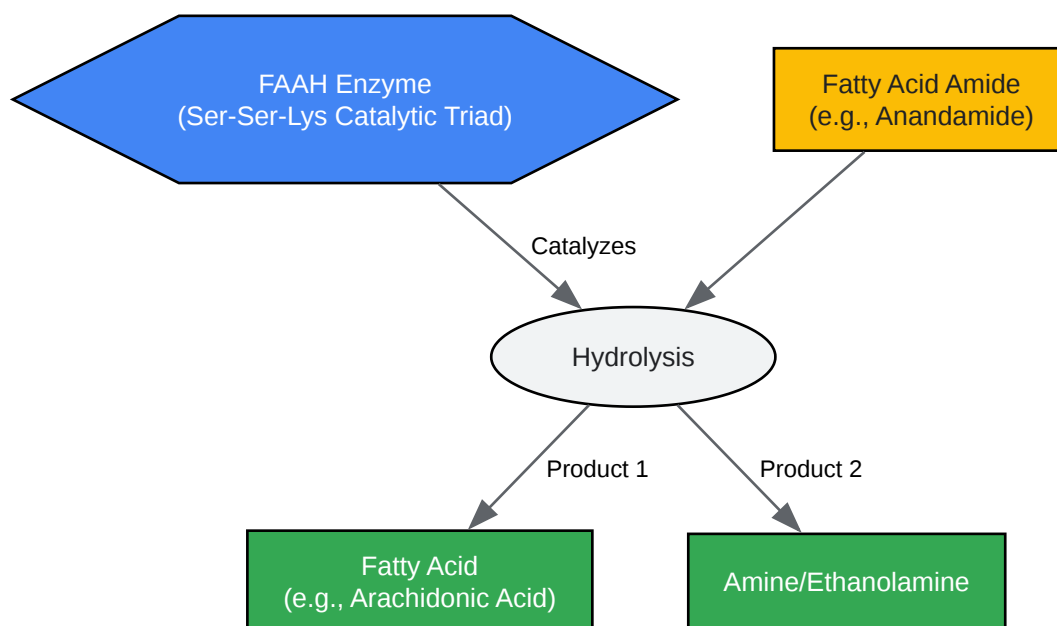 FAAH Enzyme
(Ser-Ser-Lys Catalytic Triad)
Fatty Acid Amide
(e.g., Anandamide)
Catalyzes
Hydrolysis
Product 1
Product 2
Fatty Acid
(e.g., Arachidonic Acid)
Amine/Ethanolamine